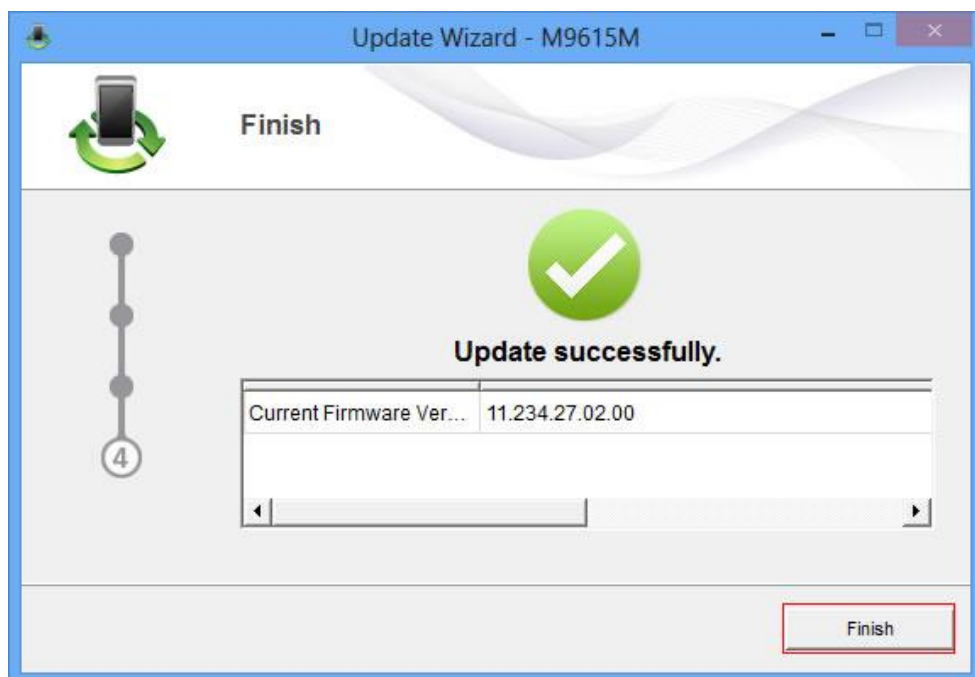 Update Wizard - M9615M
Finish
Update successfully.
Current Firmware Ver... 11.234.27.02.00
4
Finish